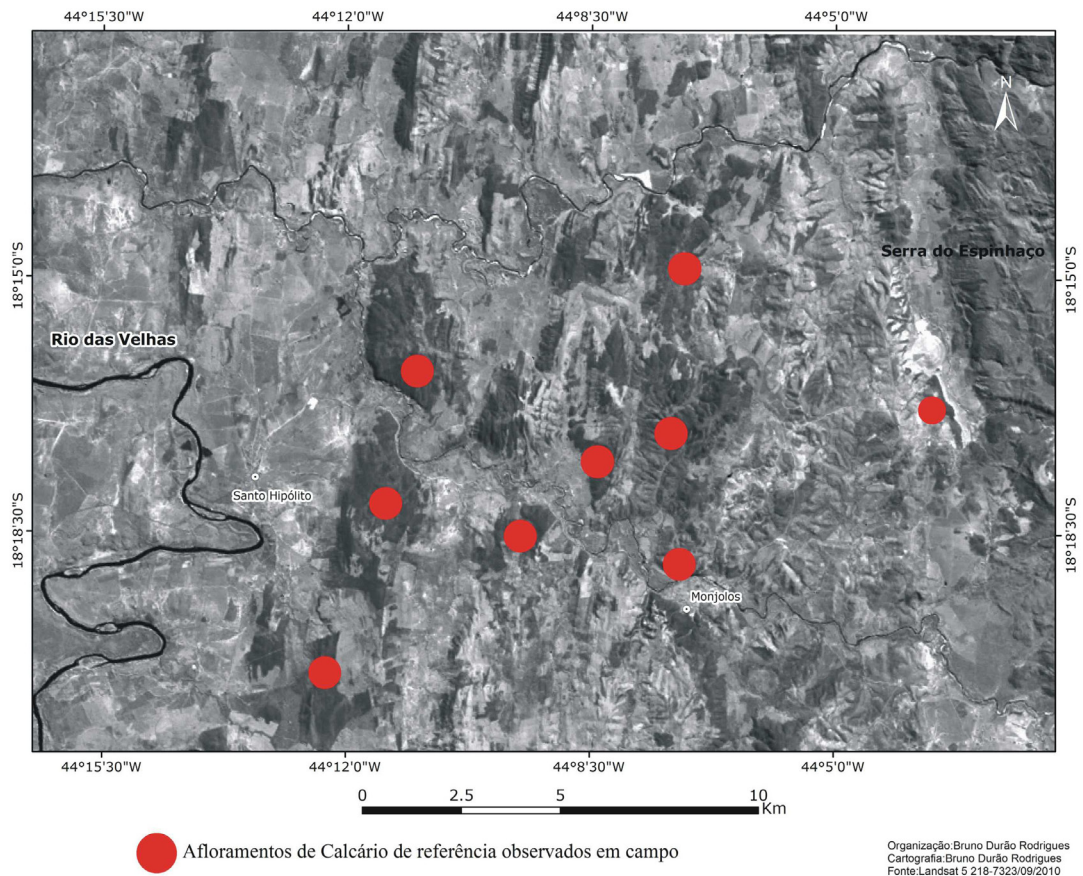 44°15'30"W 44°12'0"W 44°8'30"W 44°5'0"W
N
Serra do Espinhaço
18°15'0"S 18°15'0"S
Rio das Velhas
Santo Hipólito
18°18'30"S 18°18'30"S
Monjolos
44°15'30"W 44°12'0"W 44°8'30"W 44°5'0"W
0 2.5 5 10
Km
Afloramentos de Calcário de referência observados em campo
Organização:Bruno Durão Rodrigues
Cartografia:Bruno Durão Rodrigues
Fonte:Landsat 5 218-7323/09/2010